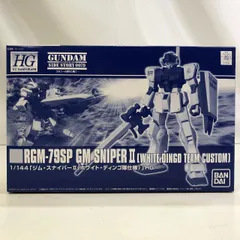 HG
GUNDAM
SIDE STORY 0079
RGM-79SP GM SNIPER II [WHITE DINGO TEAM CUSTOM]
1/144「ジム・スナイパーII(ホワイト・ディンゴ隊仕様)」
BANDAI